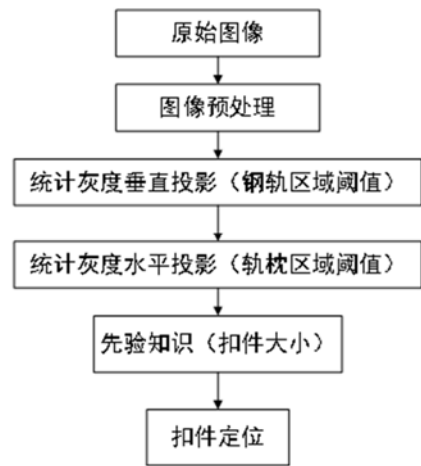 原始图像
图像预处理
统计灰度垂直投影（钢轨区域阈值）
统计灰度水平投影（轨枕区域阈值）
先验知识（扣件大小）
扣件定位